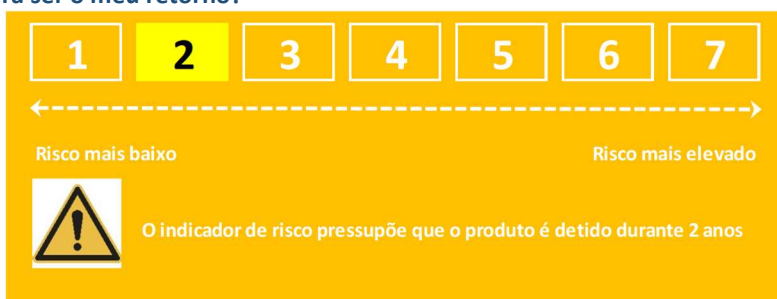 ser o meu retorno?
1 2 3 4 5 6 7
Risco mais baixo Risco mais elevado
O indicador de risco pressupõe que o produto é detido durante 2 anos